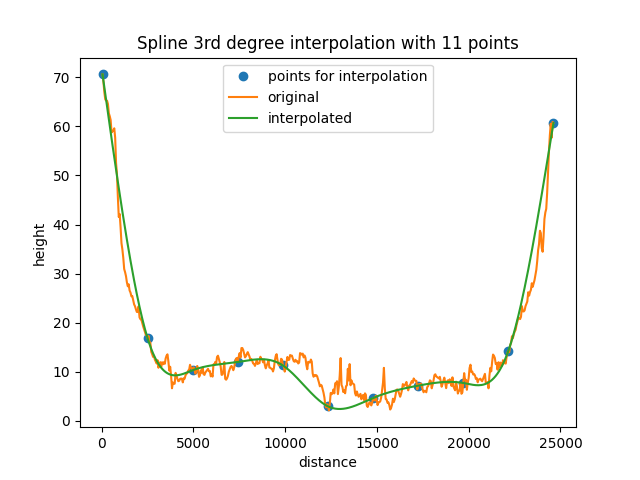 Spline 3rd degree interpolation with 11 points
points for interpolation
original
interpolated
70
60
50
40
30
20
10
0
height
0 5000 10000 15000 20000 25000
distance